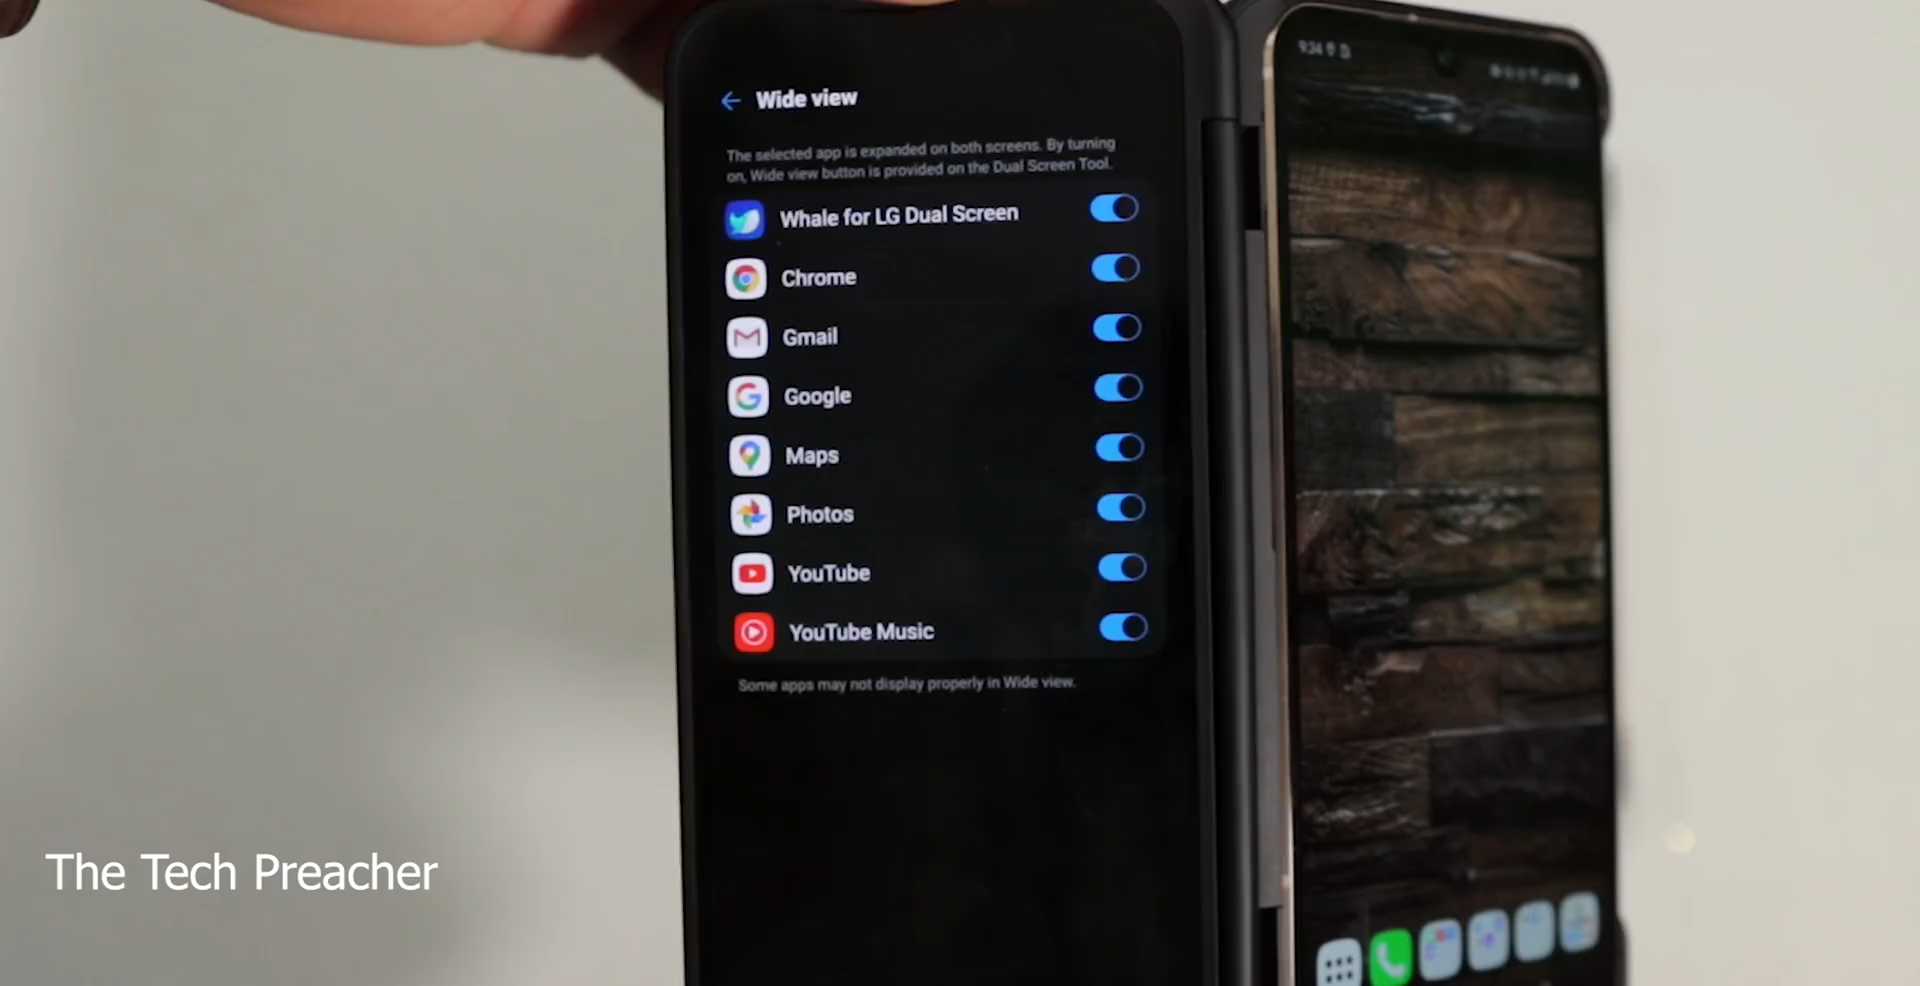 Wide view
The selected app is expanded on both screens. By turning
on, Wide view button is provided on the Dual Screen Tool.
Whale for LG Dual Screen
Chrome
Gmail
Google
Maps
Photos
YouTube
YouTube Music
Some apps may not display properly in Wide view.
9:34
The Tech Preacher